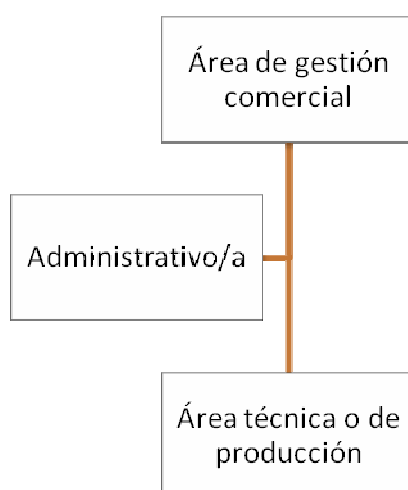 Área de gestión
comercial
Administrativo/a
Área técnica o de
producción